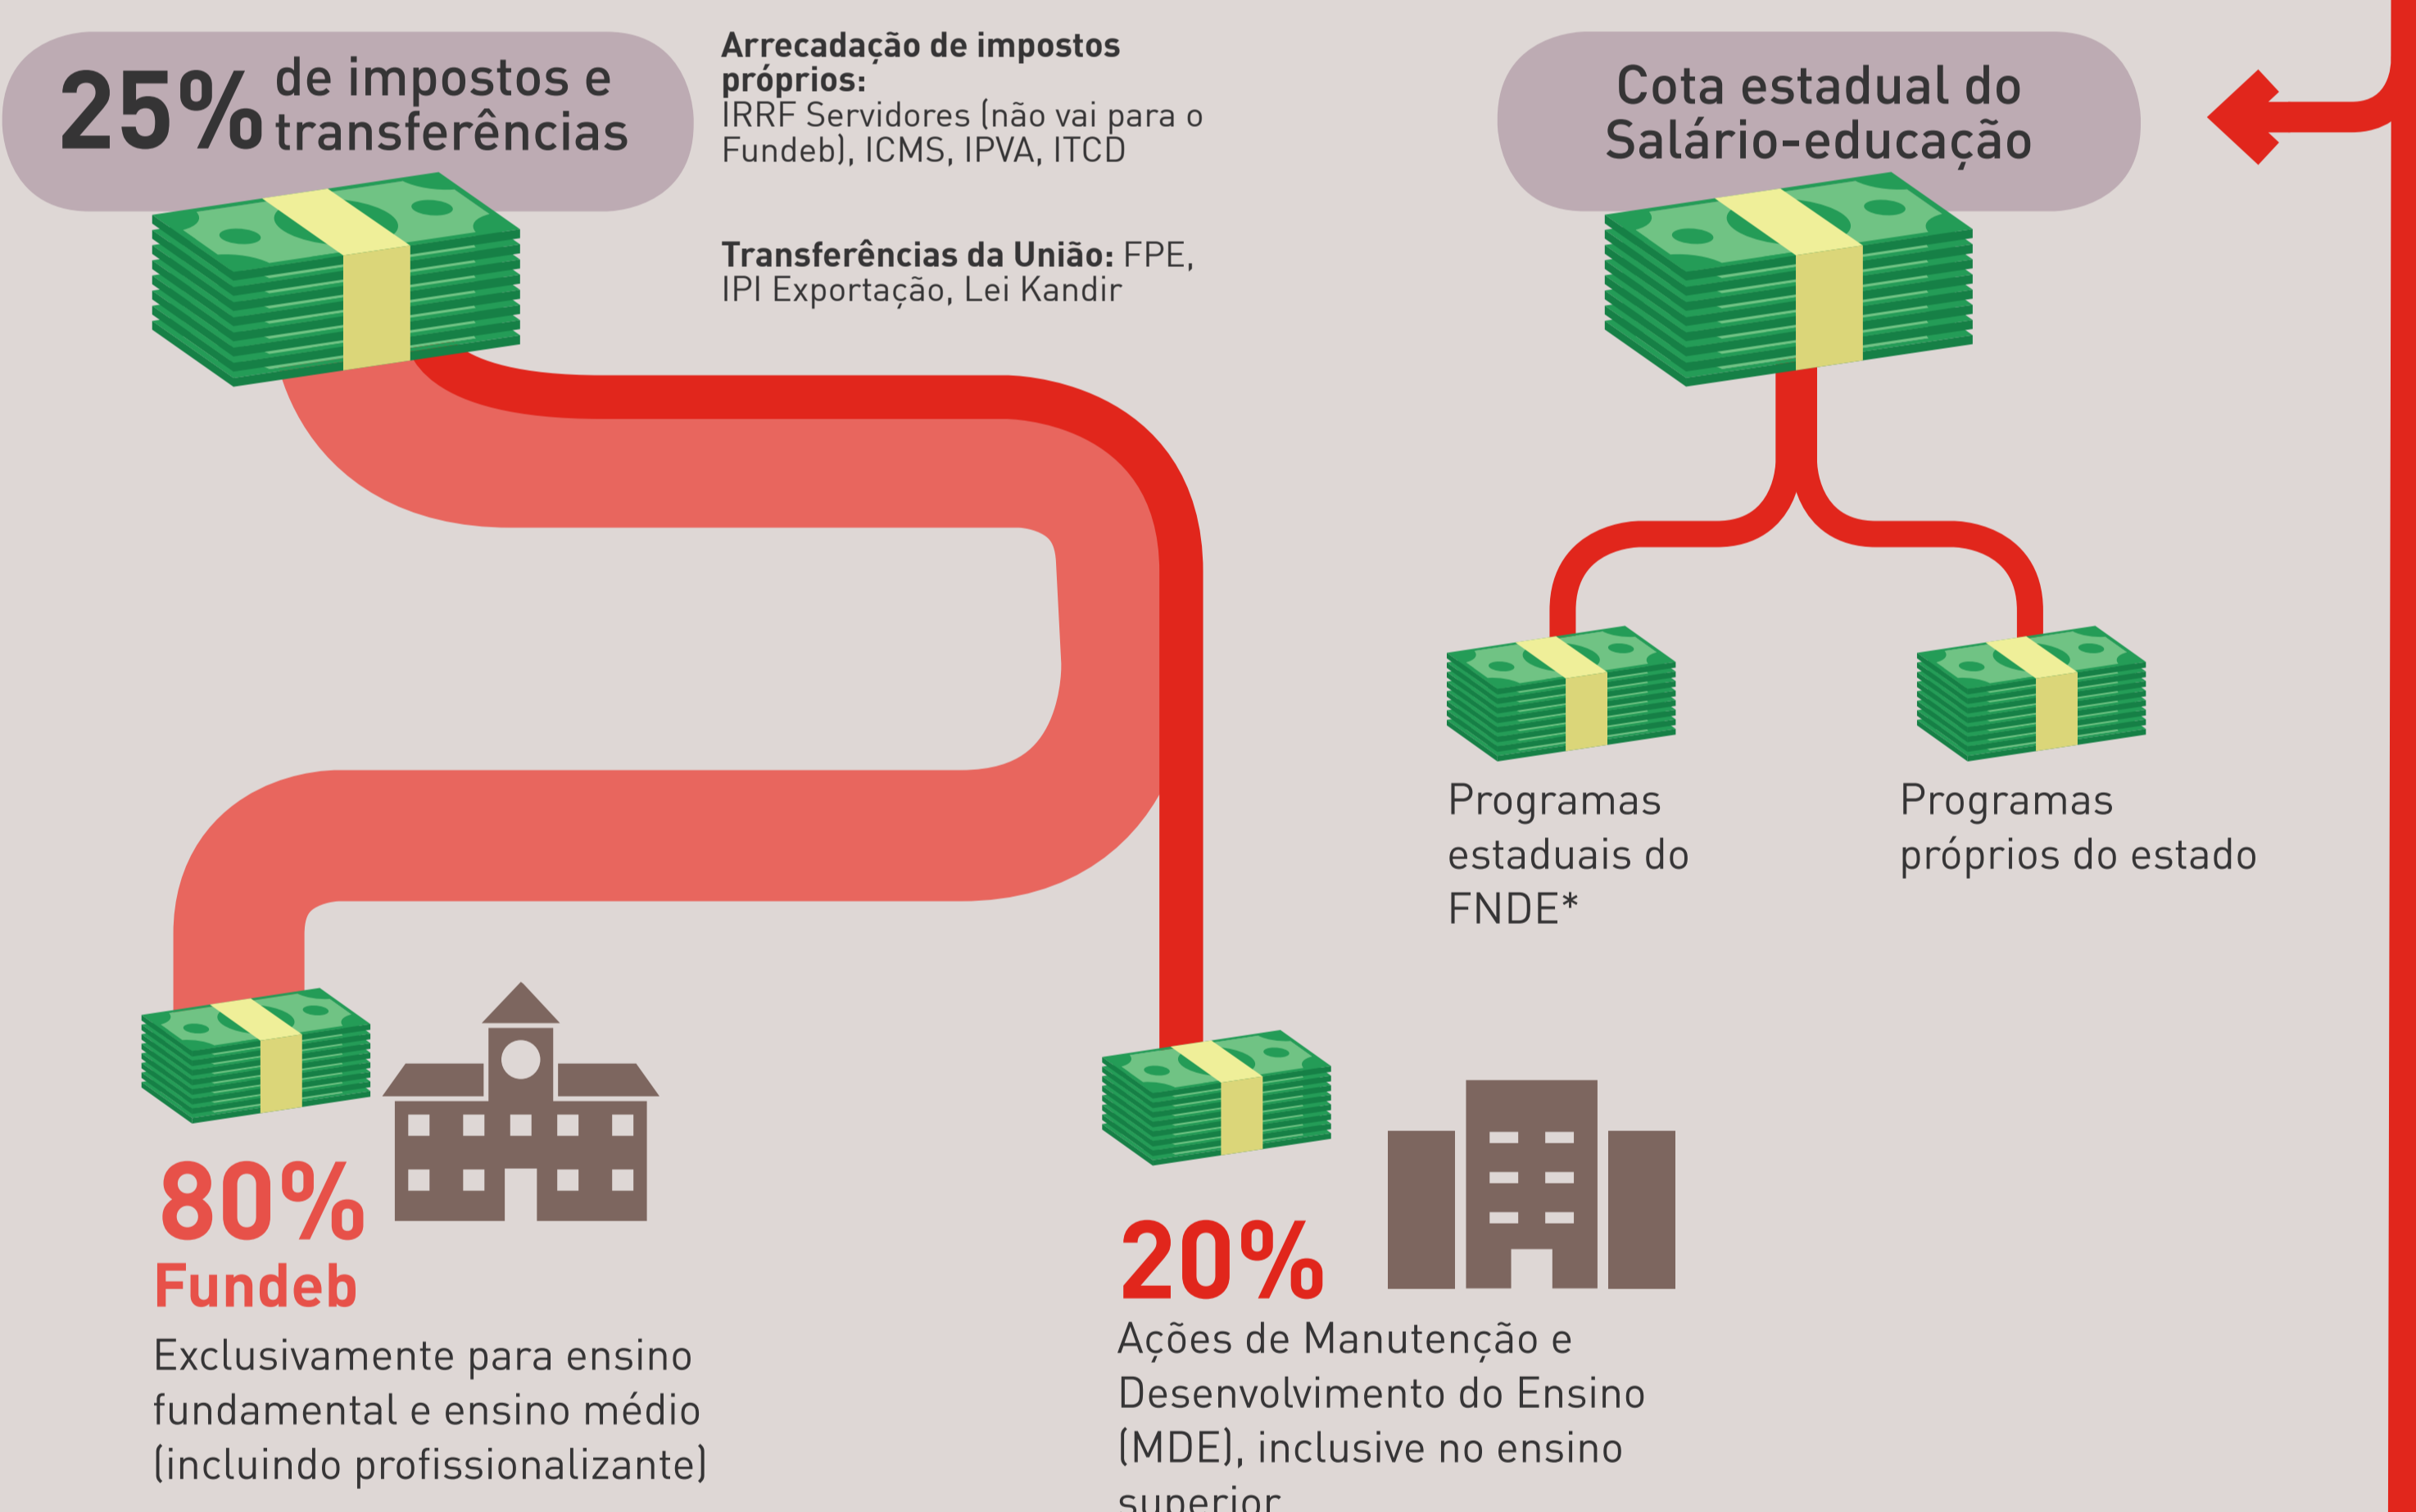 25% de impostos e
transferências
Arrecadação de impostos
próprios:
IRRF Servidores (não vai para o
Fundeb), ICMS, IPVA, ITCD
Transferências da União: FPE,
IPI Exportação, Lei Kandir
Cota estadual do
Salário-educação
Programas
estaduais do
FNDE*
Programas
próprios do estado
80%
Fundeb
Exclusivamente para ensino
fundamental e ensino médio
(incluindo profissionalizante)
20%
Ações de Manutenção e
Desenvolvimento do Ensino
(MDE), inclusive no ensino
superior